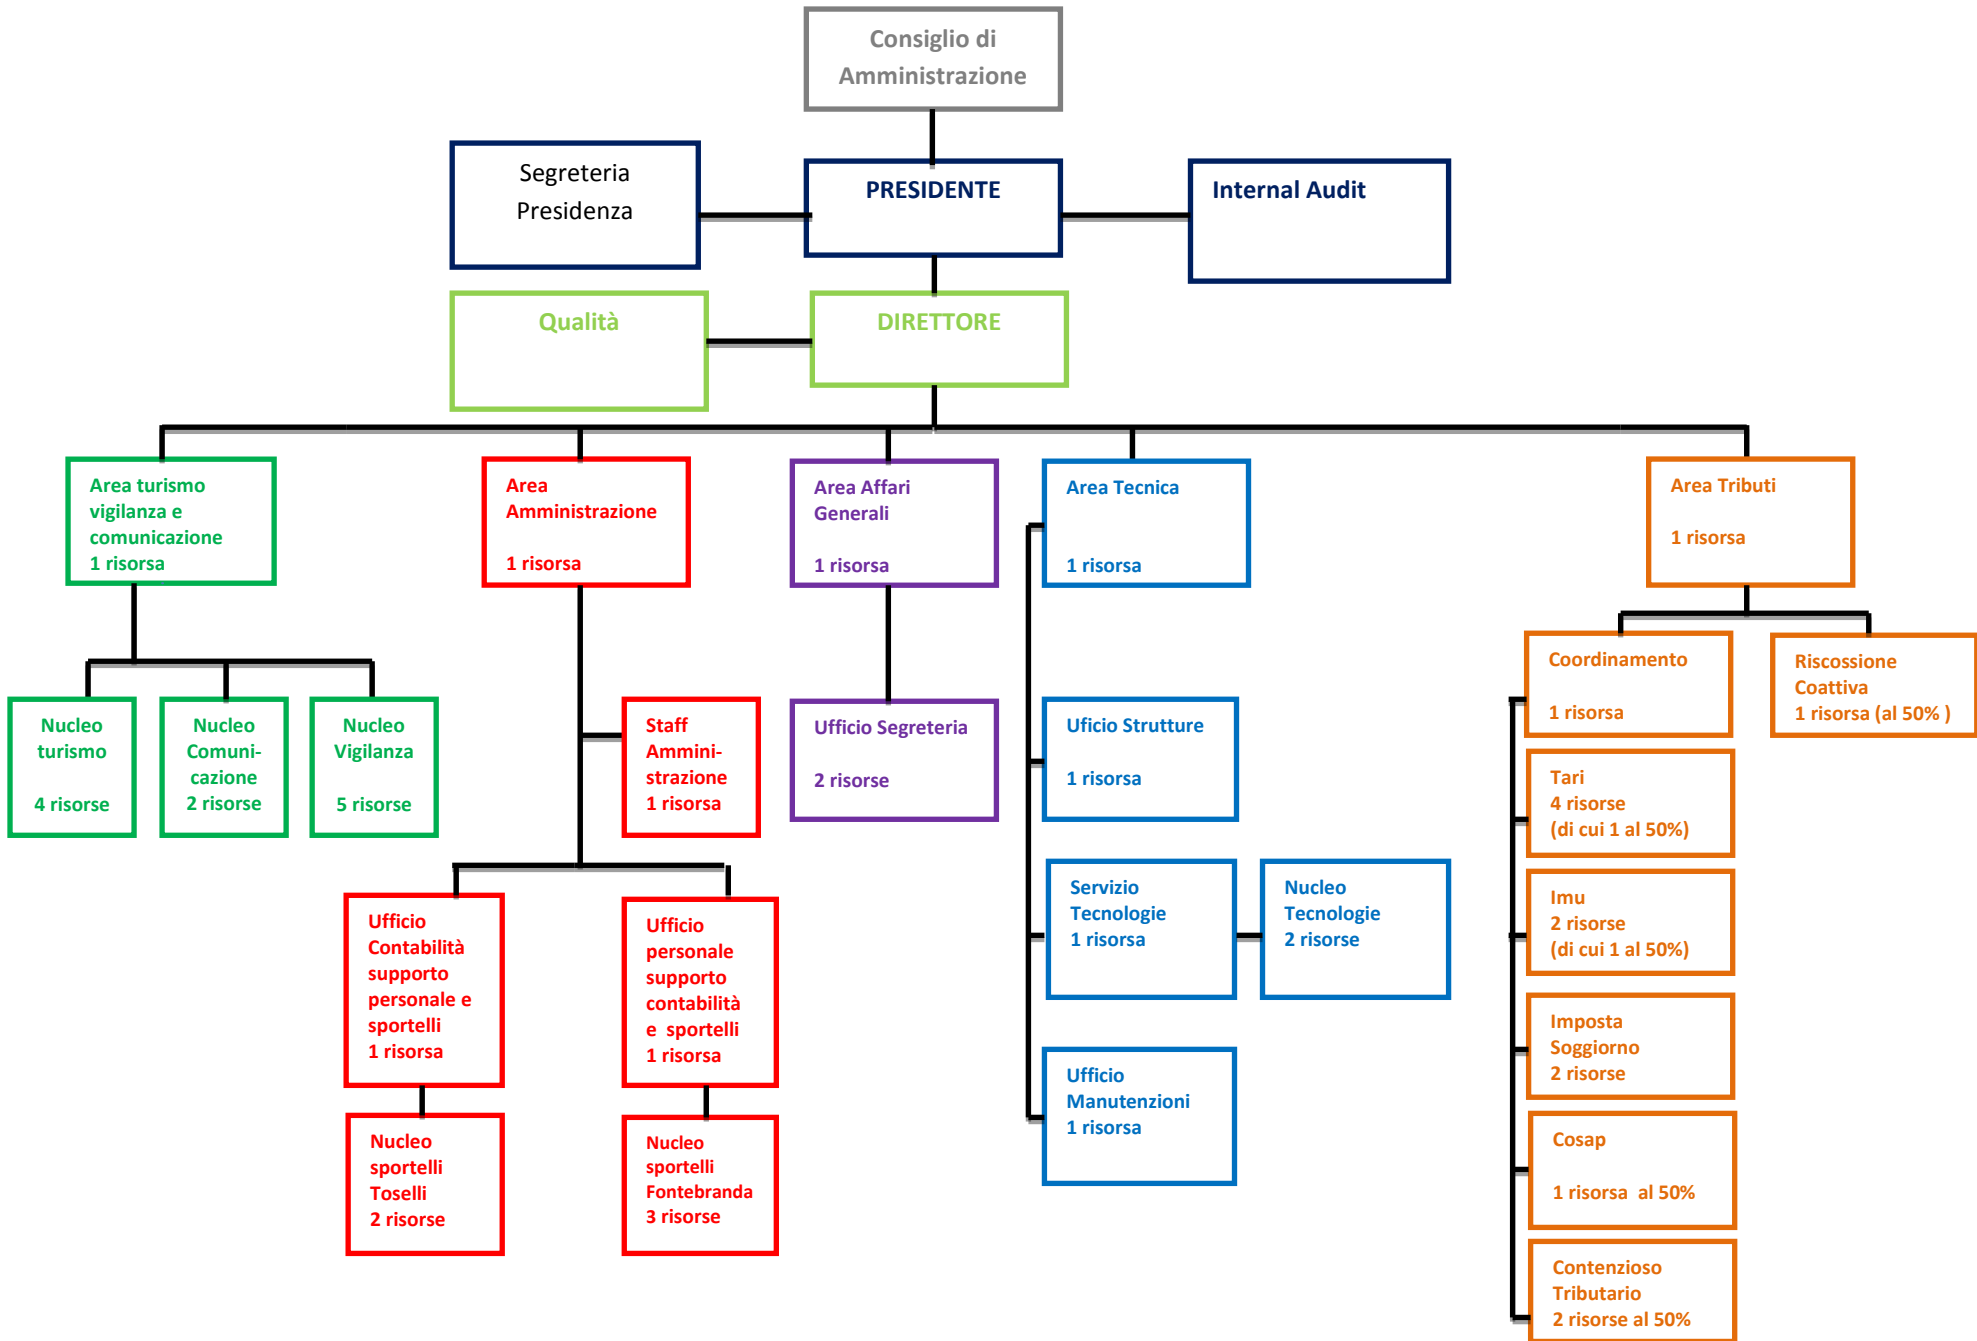 Consiglio di
Amministrazione
Segreteria
Presidenza
PRESIDENTE
Internal Audit
Qualità
DIRETTORE
Area turismo
vigilanza e
comunicazione
1 risorsa
Area
Amministrazione
1 risorsa
Area Affari
Generali
1 risorsa
Area Tecnica
1 risorsa
Area Tributi
1 risorsa
Nucleo
turismo
4 risorse
Nucleo
Comuni-
cazione
2 risorse
Nucleo
Vigilanza
5 risorse
Staff
Ammini-
strazione
1 risorsa
Ufficio
Contabilità
supporto
personale e
sportelli
1 risorsa
Ufficio
personale
supporto
contabilità
e sportelli
1 risorsa
Nucleo
sportelli
Toselli
2 risorse
Nucleo
sportelli
Fontebranda
3 risorse
Ufficio Segreteria
2 risorse
Uficio Strutture
1 risorsa
Servizio
Tecnologie
1 risorsa
Nucleo
Tecnologie
2 risorse
Ufficio
Manutenzioni
1 risorsa
Coordinamento
1 risorsa
Riscossione
Coattiva
1 risorsa (al 50% )
Tari
4 risorse
(di cui 1 al 50%)
Imu
2 risorse
(di cui 1 al 50%)
Imposta
Soggiorno
2 risorse
Cosap
1 risorsa al 50%
Contenzioso
Tributario
2 risorse al 50%